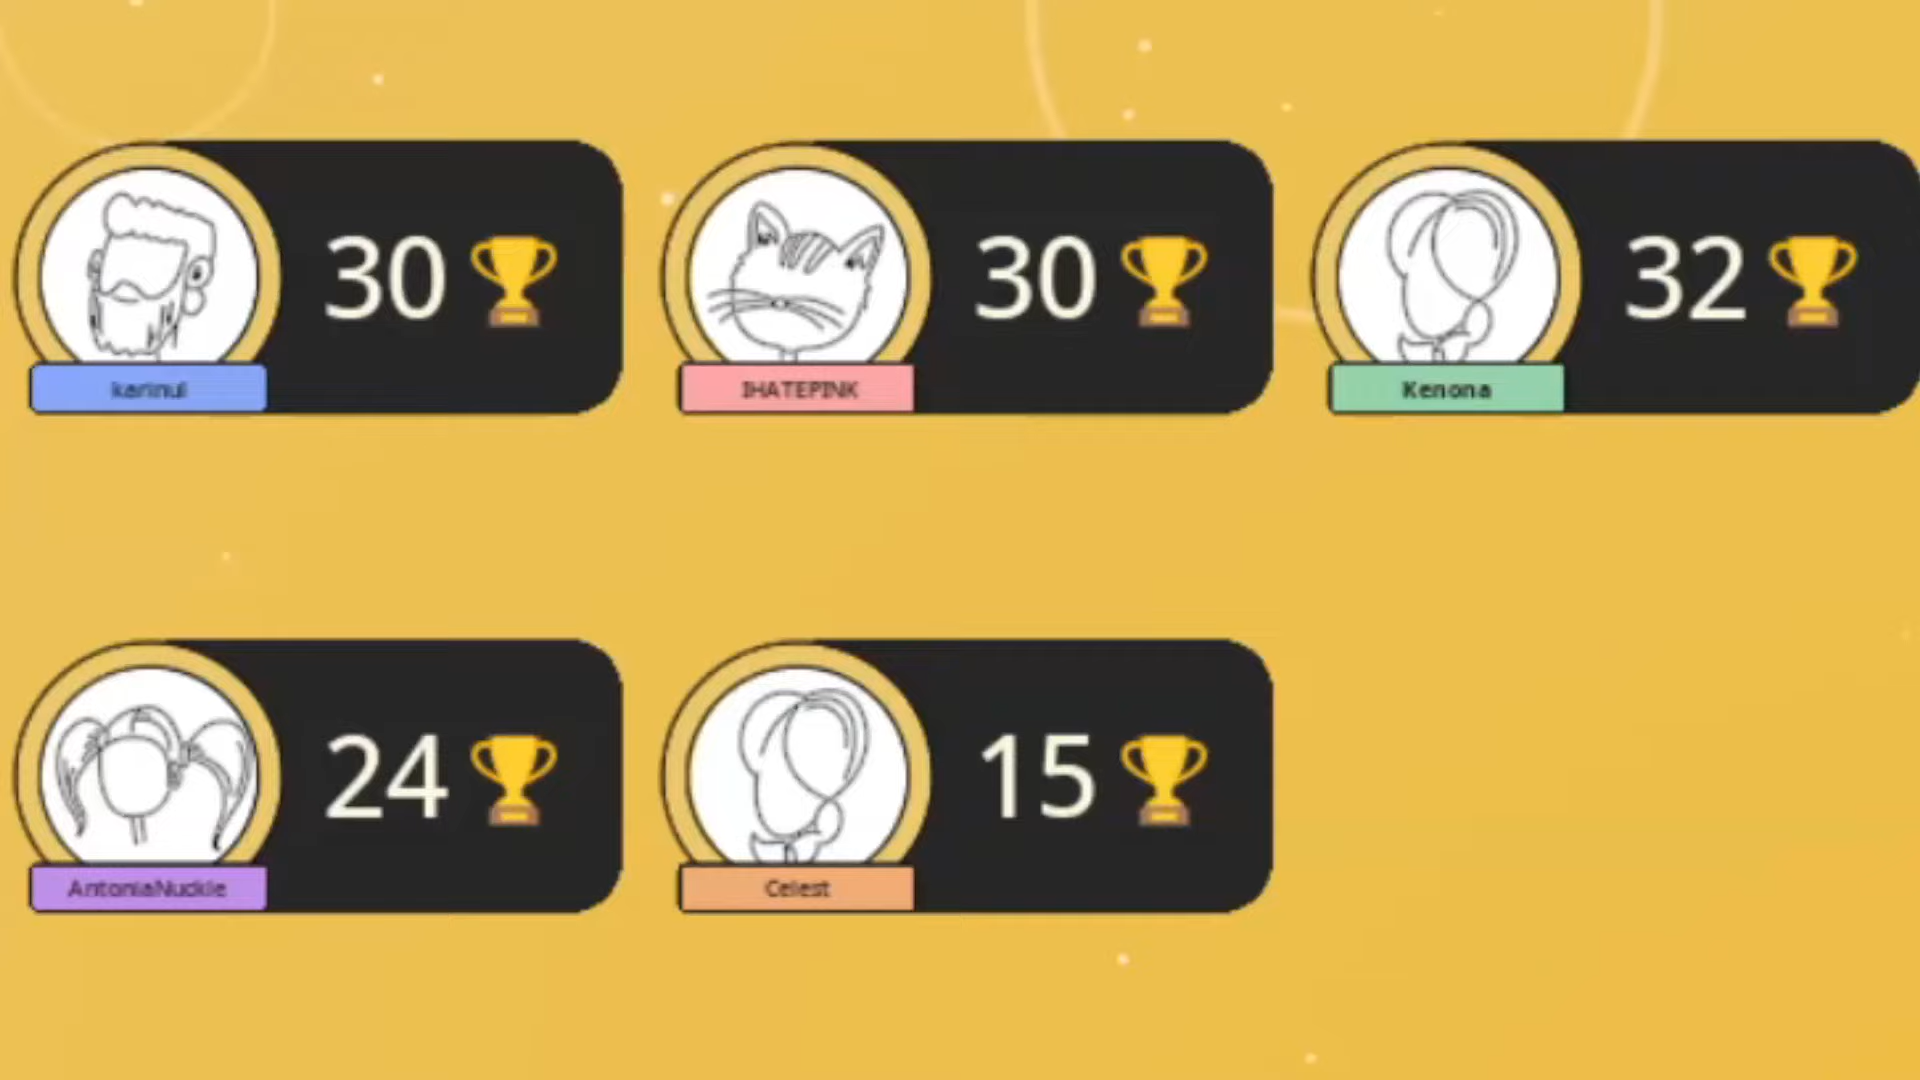 30
karinul
30
IHATEPINK
32
Kenona
24
AntoniaNuckle
15
Celest